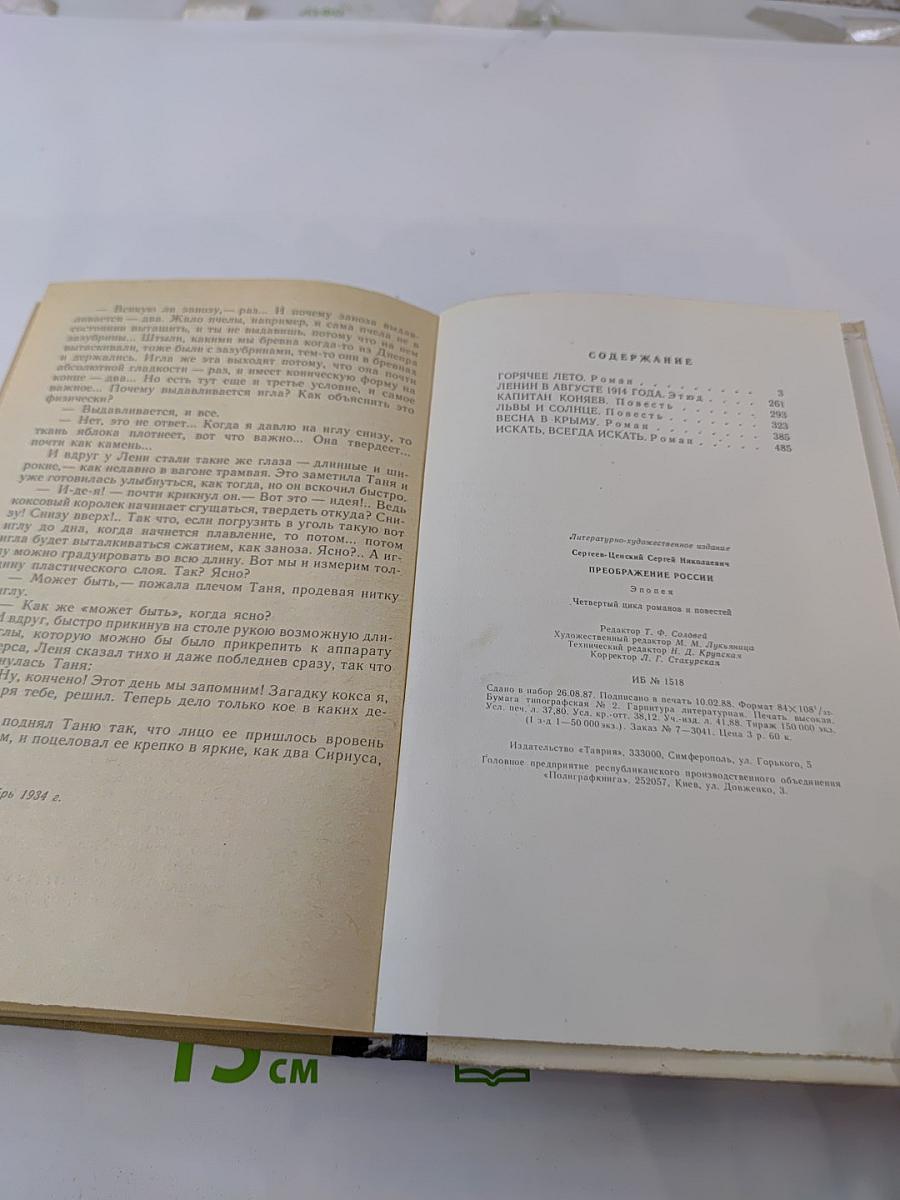 — Всякую ли занозу,— раз... И почему заноза выдав-
ливается — два. Жало пчелы, например, и сама пчела не в
состоянии вытащить, и ты не выдавишь, потому что на нем
зазубрины... Штыли, какими мы бревна когда-то из Днепра
вытаскивали, тоже были с зазубринами, тем-то они в бревнах
и держались. Игла же эта выходят потому, что она почти
абсолютной гладкости — раз, и имеет коническую форму на
конце — два... Но есть тут еще и третье условие, и самое
важное... Почему выдавливается игла? Как объяснить это
физически?
— Выдавливается, и все.
— Нет, это не ответ... Когда я давлю на иглу снизу, то
ткань яблока плотнеет, вот что важно... Она твердеет...
почти как камень...
И вдруг у Лени стали такие же глаза — длинные и ши-
рокие,— как недавно в вагоне трамвая. Это заметила Таня и
уже готовилась улыбнуться, как тогда, но он вскочил быстро.
— И-де-я! — почти крикнул он.— Вот это — идея!.. Ведь
коксовый королек начинает сгущаться, твердеть откуда? Сни-
зу! Снизу вверх!.. Так что, если погрузить в уголь такую вот
иглу до дна, когда начнется плавление, то потом... потом
игла будет выталкиваться сжатием, как заноза. Ясно?.. А иг-
лу можно градуировать во всю длину. Вот мы и измерим тол-
щину пластического слоя. Так? Ясно?
— Может быть,— пожала плечом Таня, продевая нитку
иглу.
— Как же «может быть», когда ясно?
И вдруг, быстро прикинув на столе рукою возможную дли-
глы, которую можно бы было прикрепить к аппарату
ерса, Леня сказал тихо и даже побледнев сразу, так что
нулась Таня:
Ну, кончено! Этот день мы запомним! Загадку кокса я,
ря тебе, решил. Теперь дело только кое в каких де-
поднял Таню так, что лицо ее пришлось вровень
м, и поцеловал ее крепко в яркие, как два Сириуса,
брь 1934 г.
СОДЕРЖАНИЕ
ГОРЯЧЕЕ ЛЕТО. Роман . . . . . . . . 3
ЛЕНИН В АВГУСТЕ 1914 ГОДА. Этюд . . . . 261
КАПИТАН КОНЯЕВ. Повесть . . . . . . 293
ЛЬВЫ И СОЛНЦЕ. Повесть . . . . . . 323
ВЕСНА В КРЫМУ. Роман . . . . . . . 385
ИСКАТЬ, ВСЕГДА ИСКАТЬ. Роман . . . . 485
Литературно-художественное издание
Сергеев-Ценский Сергей Николаевич
ПРЕОБРАЖЕНИЕ РОССИИ
Эпопея
Четвертый цикл романов и повестей
Редактор Т. Ф. Соловей
Художественный редактор М. М. Лукьяница
Технический редактор Н. Д. Крупская
Корректор Л. Г. Стахурская
ИБ № 1518
Сдано в набор 26.08.87. Подписано в печать 10.02.88. Формат 84×108¹/₃₂.
Бумага типографская № 2. Гарнитура литературная. Печать высокая.
Усл. печ. л. 37,80. Усл. кр.-отт. 38,12. Уч.-изд. л. 41,88. Тираж 150 000 экз.
(I з-д 1—50 000 экз.). Заказ № 7—3041. Цена 3 р. 60 к.
Издательство «Таврия», 333000, Симферополь, ул. Горького, 5
Головное предприятие республиканского производственного объединения
«Полиграфкнига». 252057, Киев, ул. Довженко, 3.
15 см